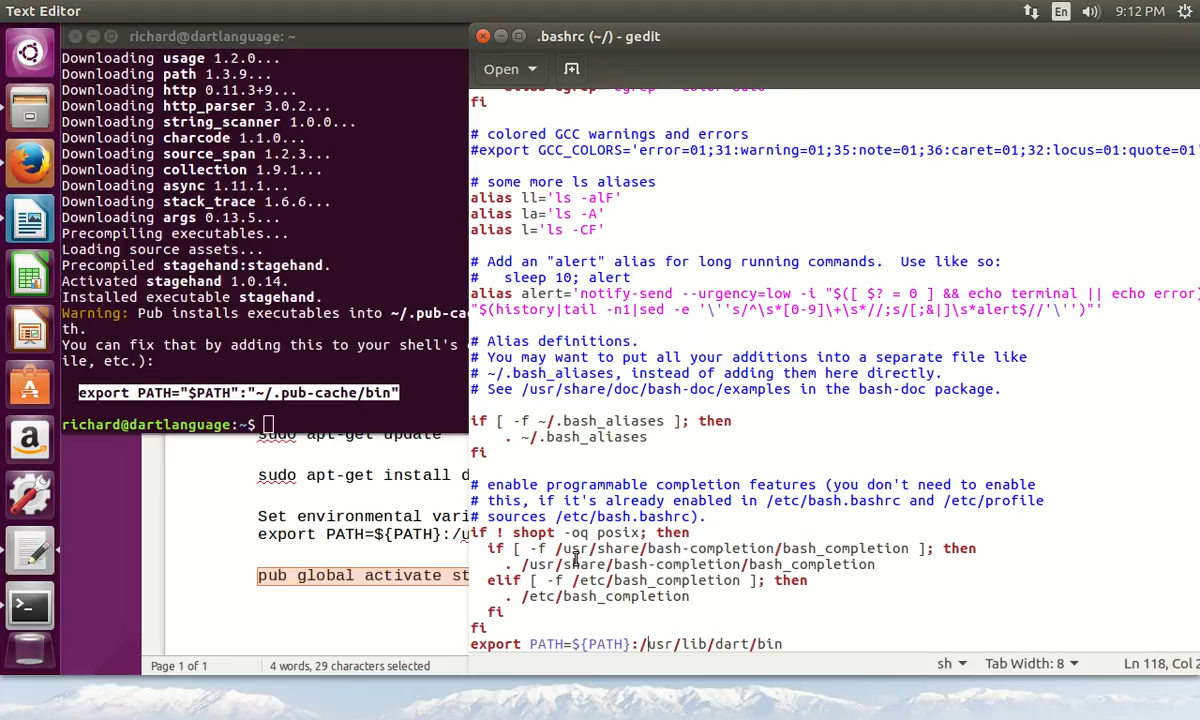 Text Editor
En
9:12 PM
richard@dartlanguage: ~
Downloading usage 1.2.0...
Downloading path 1.3.9...
Downloading http 0.11.3+9...
Downloading http_parser 3.0.2...
Downloading string_scanner 1.0.0...
Downloading charcode 1.1.0...
Downloading source_span 1.2.3...
Downloading collection 1.9.1...
Downloading async 1.11.1...
Downloading stack_trace 1.6.6...
Downloading args 0.13.5...
Precompiling executables...
Loading source assets...
Precompiled stagehand:stagehand.
Activated stagehand 1.0.14.
Installed executable stagehand.
Warning: Pub installs executables into ~/.pub-cac
th.
You can fix that by adding this to your shell's
ile, etc.):
export PATH="$PATH":"~/.pub-cache/bin"
richard@dartlanguage:~$
sudo apt-get update
sudo apt-get install d
Set environmental vari
export PATH=${PATH}:/u
pub global activate st
Page 1 of 1
4 words, 29 characters selected
.bashrc (~/) - gedit
Open
fi
# colored GCC warnings and errors
#export GCC_COLORS='error=01;31:warning=01;35:note=01;36:caret=01;32:locus=01:quote=01'
# some more ls aliases
alias ll='ls -alF'
alias la='ls -A'
alias l='ls -CF'
# Add an "alert" alias for long running commands.  Use like so:
#   sleep 10; alert
alias alert='notify-send --urgency=low -i "$([ $? = 0 ] && echo terminal || echo error)
"$(history|tail -n1|sed -e '\''s/^\s*[0-9]\+\s*//;s/[;&|]\s*alert$//'\'')"'
# Alias definitions.
# You may want to put all your additions into a separate file like
# ~/.bash_aliases, instead of adding them here directly.
# See /usr/share/doc/bash-doc/examples in the bash-doc package.
if [ -f ~/.bash_aliases ]; then
. ~/.bash_aliases
fi
# enable programmable completion features (you don't need to enable
# this, if it's already enabled in /etc/bash.bashrc and /etc/profile
# sources /etc/bash.bashrc).
if ! shopt -oq posix; then
if [ -f /usr/share/bash-completion/bash_completion ]; then
. /usr/share/bash-completion/bash_completion
elif [ -f /etc/bash_completion ]; then
. /etc/bash_completion
fi
fi
export PATH=${PATH}:/usr/lib/dart/bin
sh
Tab Width: 8
Ln 118, Col 2